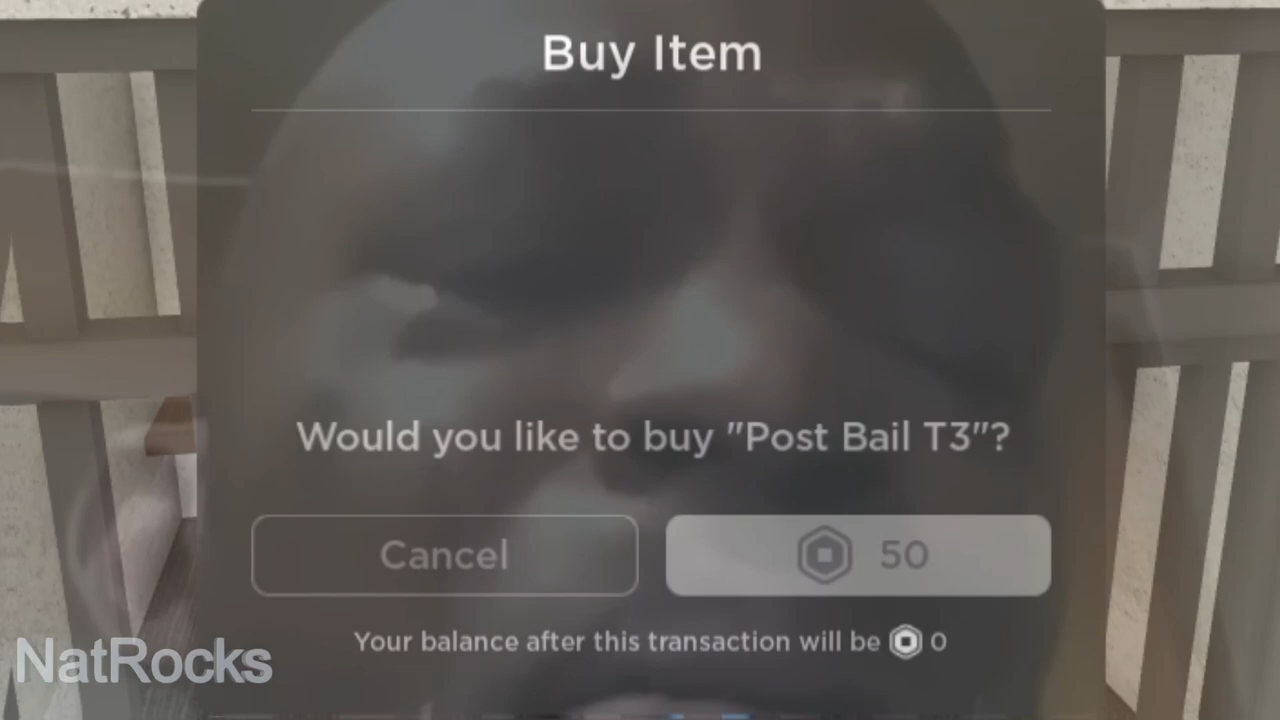 Buy Item
Would you like to buy "Post Bail T3"?
Cancel
50
Your balance after this transaction will be 0
NatRocks